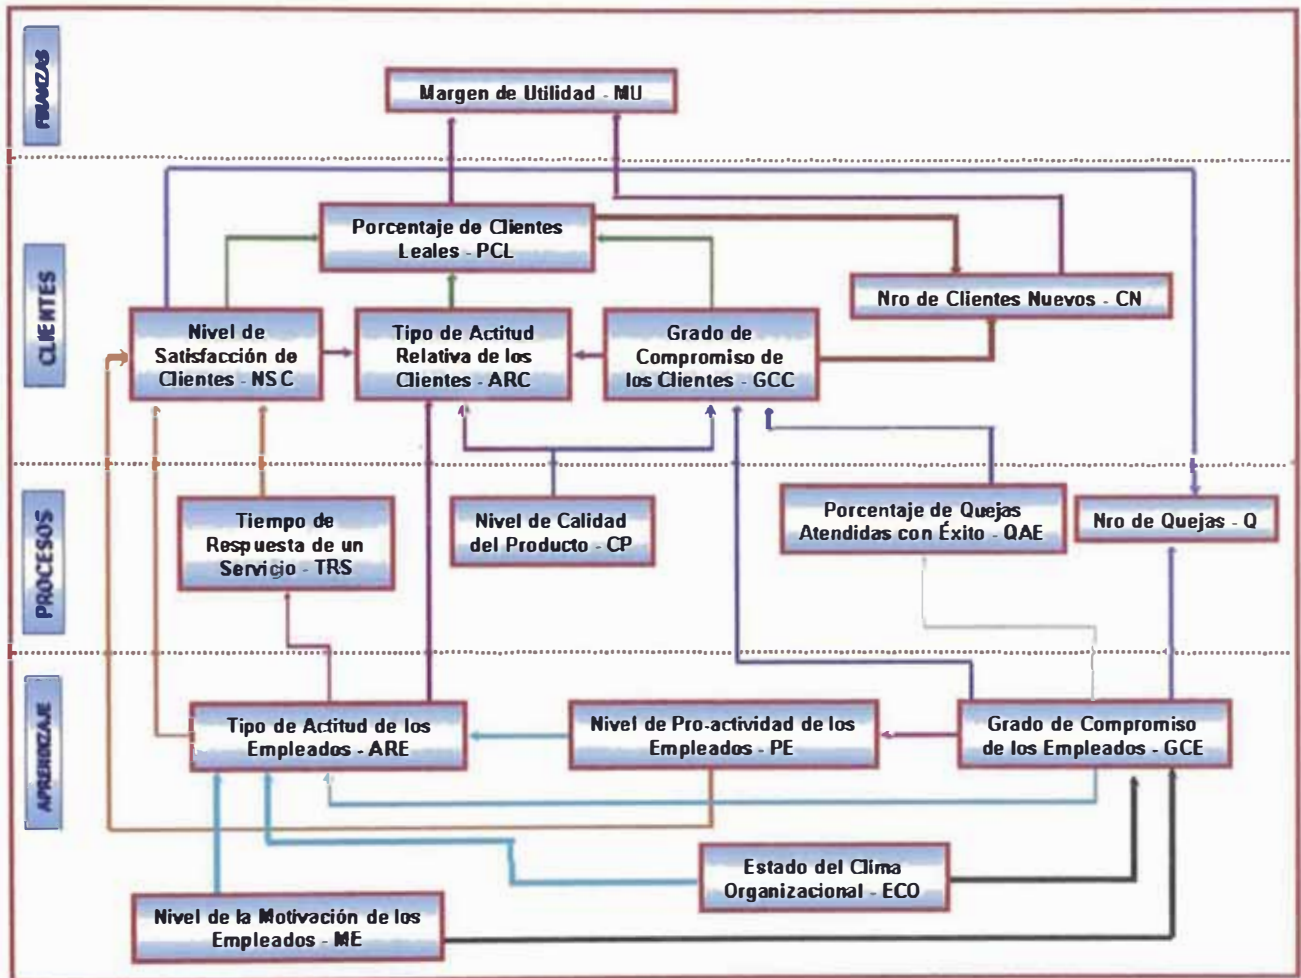 FINANZAS
Margen de Utilidad - MU
CLIENTES
Porcentaje de Clientes
Leales - PCL
Nro de Clientes Nuevos - CN
Nivel de
Satisfacción de
Clientes - NSC
Tipo de Actitud
Relativa de los
Clientes - ARC
Grado de
Compromiso de
los Clientes - GCC
PROCESOS
Tiempo de
Respuesta de un
Servicio - TRS
Nivel de Calidad
del Producto - CP
Porcentaje de Quejas
Atendidas con Éxito - QAE
Nro de Quejas - Q
APRENDIZAJE
Tipo de Actitud de los
Empleados - ARE
Nivel de Pro-actividad de los
Empleados - PE
Grado de Compromiso
de los Empleados - GCE
Estado del Clima
Organizacional - ECO
Nivel de la Motivación de los
Empleados - ME